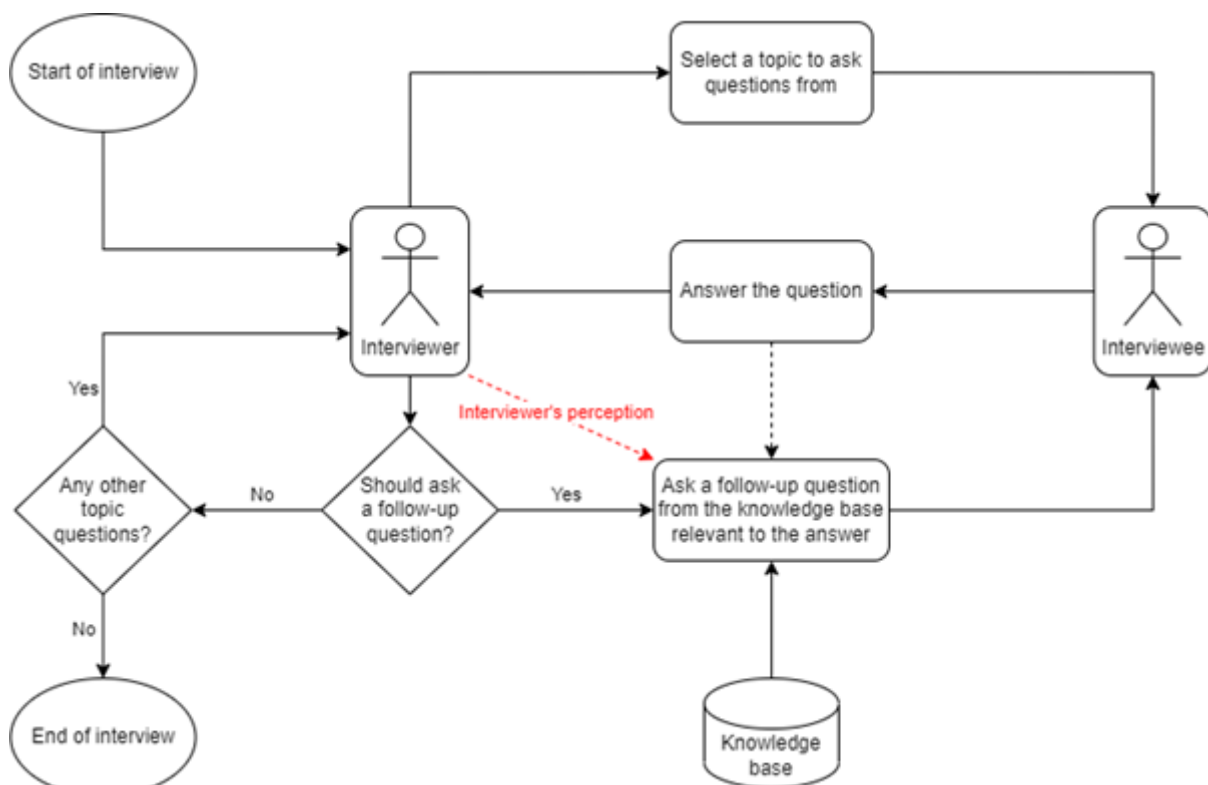 Start of interview
Select a topic to ask
questions from
Interviewer
Answer the question
Interviewee
Yes
Interviewer's perception
Any other
topic
questions?
No
Should ask
a follow-up
question?
Yes
Ask a follow-up question
from the knowledge base
relevant to the answer
No
End of interview
Knowledge
base